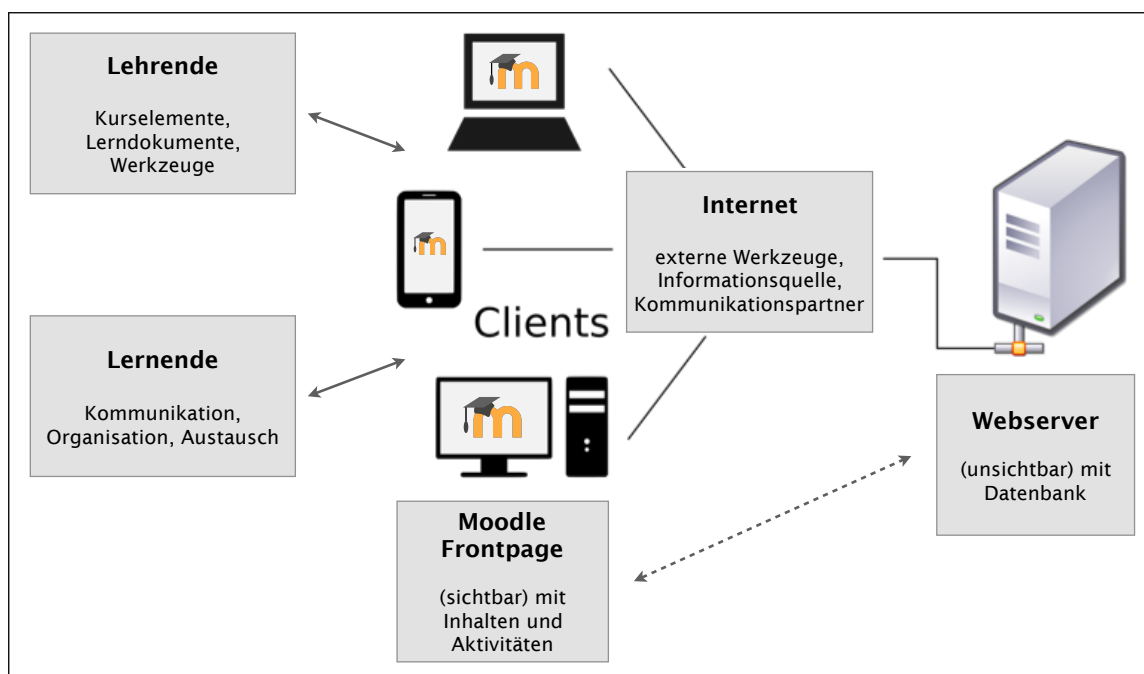 Lehrende
Kurselemente,
Lerndokumente,
Werkzeuge
m
m
Clients
Lernende
Kommunikation,
Organisation, Austausch
m
Moodle
Frontpage
(sichtbar) mit
Inhalten und
Aktivitäten
Internet
externe Werkzeuge,
Informationsquelle,
Kommunikationspartner
Webserver
(unsichtbar) mit
Datenbank